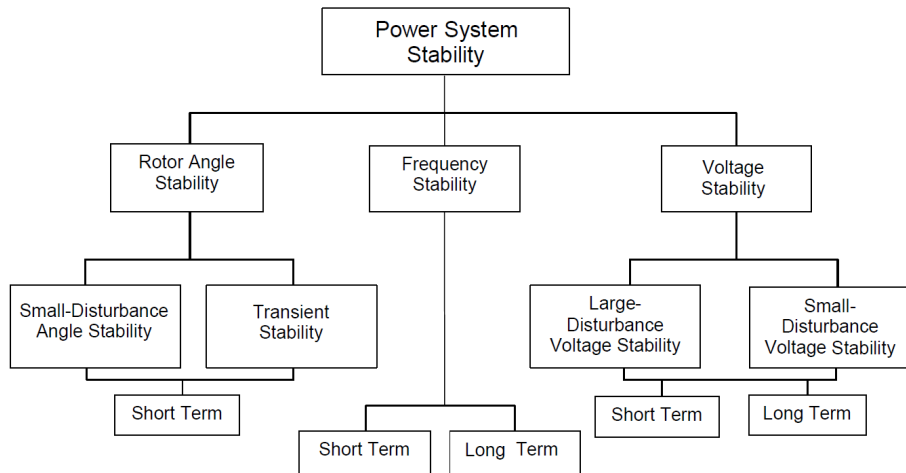 Power System
Stability
Rotor Angle
Stability
Frequency
Stability
Voltage
Stability
Small-Disturbance
Angle Stability
Transient
Stability
Large-
Disturbance
Voltage Stability
Small-
Disturbance
Voltage Stability
Short Term
Short Term
Long Term
Short Term
Long Term